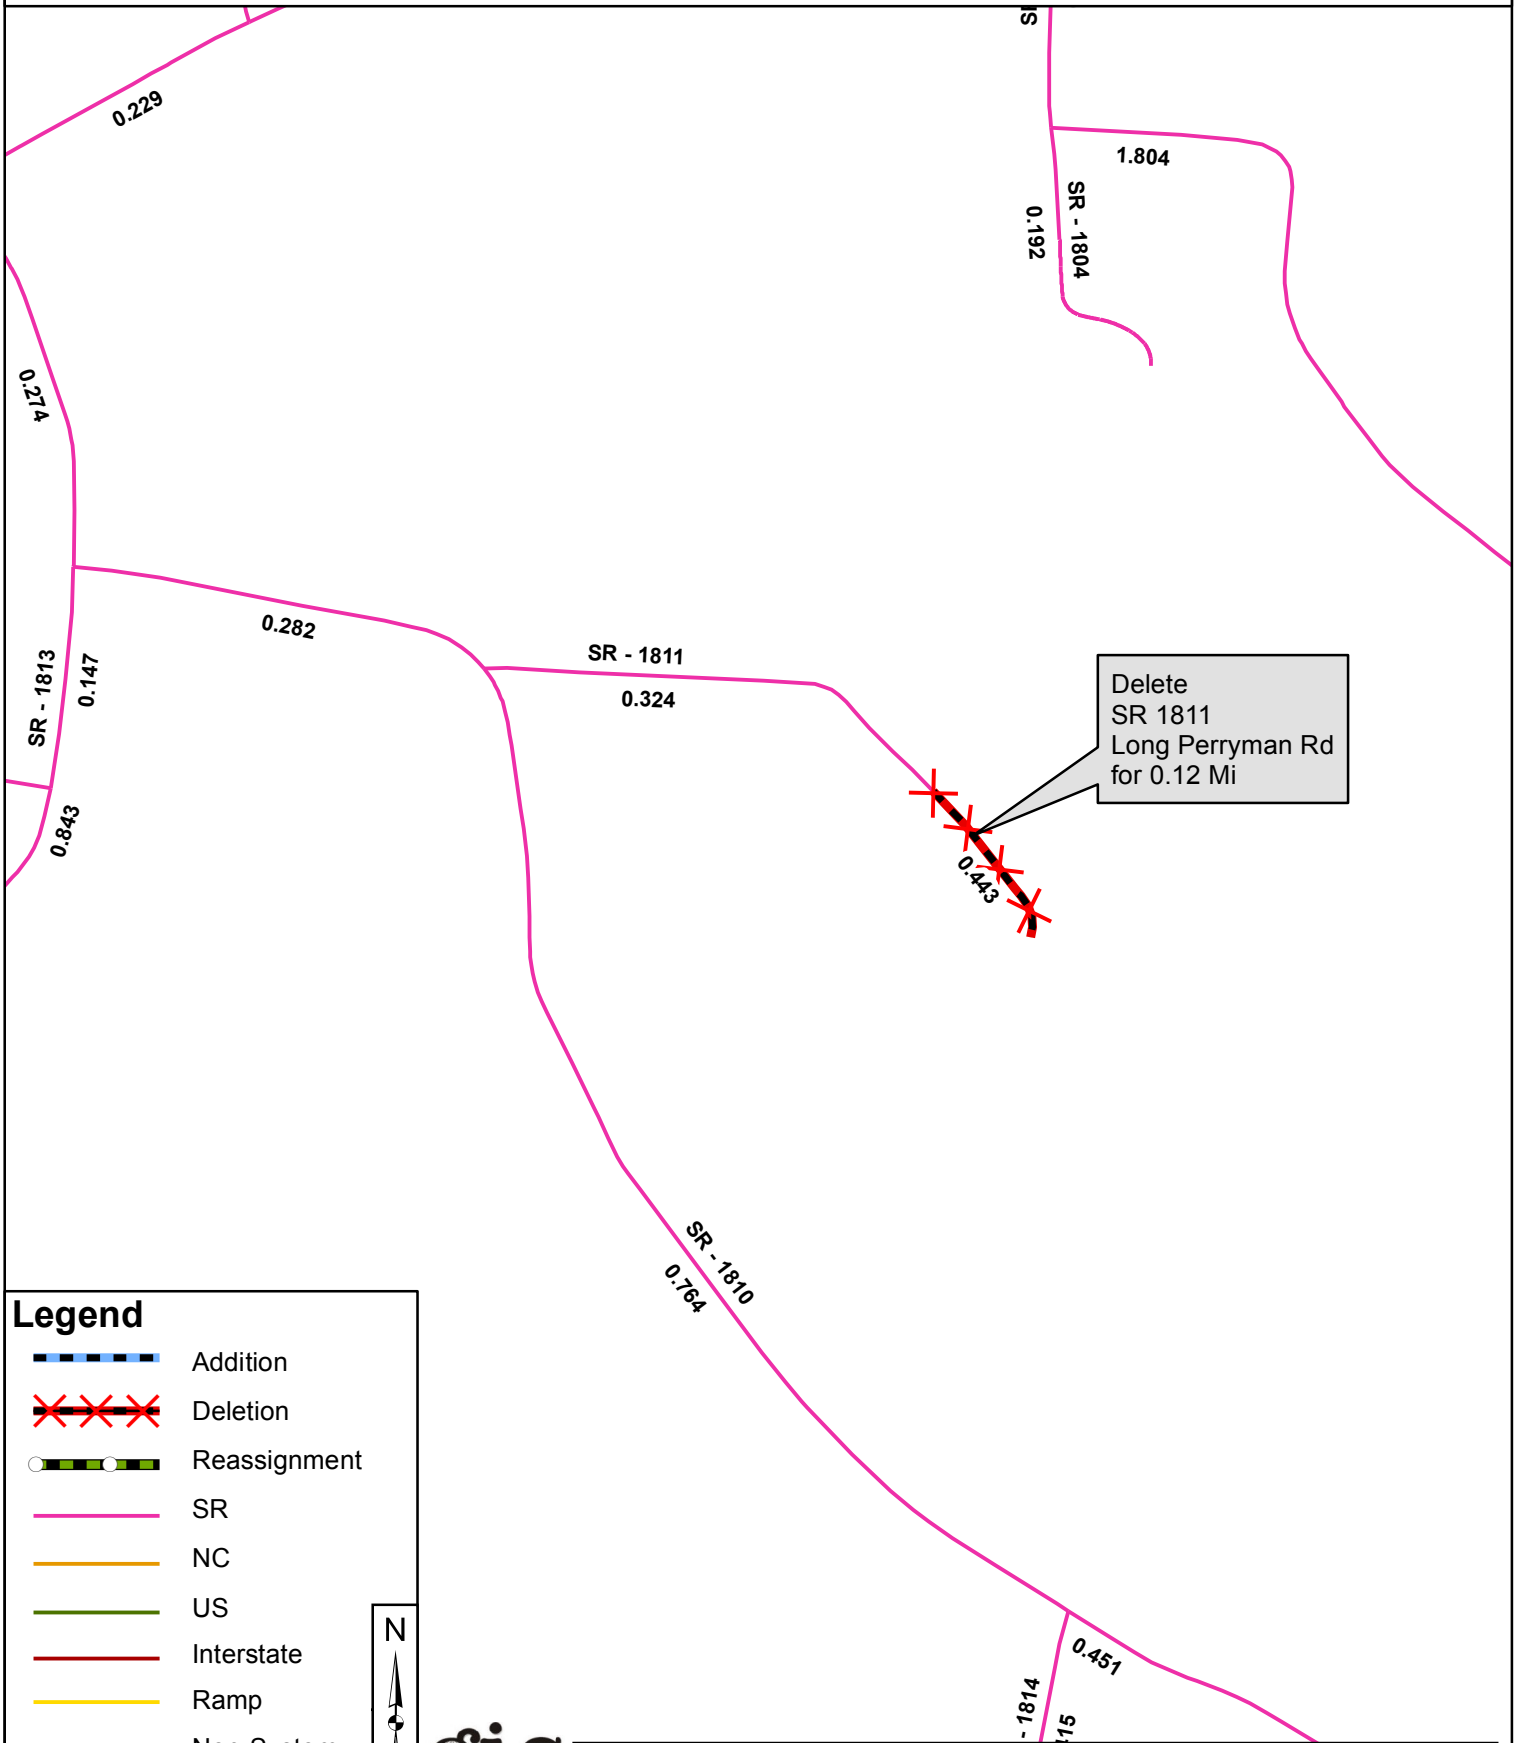 0.229
1.804
SR - 1804
0.192
0.274
0.282
SR - 1811
0.324
SR - 1813
0.147
0.843
Delete
SR 1811
Long Perryman Rd
for 0.12 Mi
0.443
SR - 1810
0.764
0.451
- 1814
Legend
Addition
Deletion
Reassignment
SR
NC
US
Interstate
Ramp
N